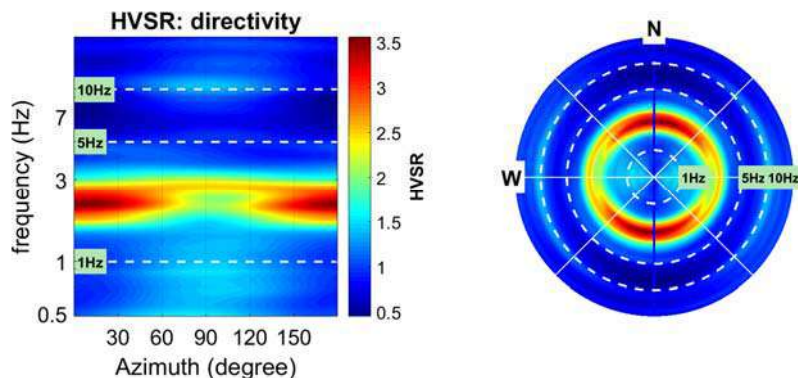 HVSR: directivity
frequency (Hz)
10Hz
7
5Hz
3
1
1Hz
0.5
30 60 90 120 150
Azimuth (degree)
3.5
3
2.5
2
1.5
1
0.5
HVSR
N
W
1Hz 5Hz 10Hz